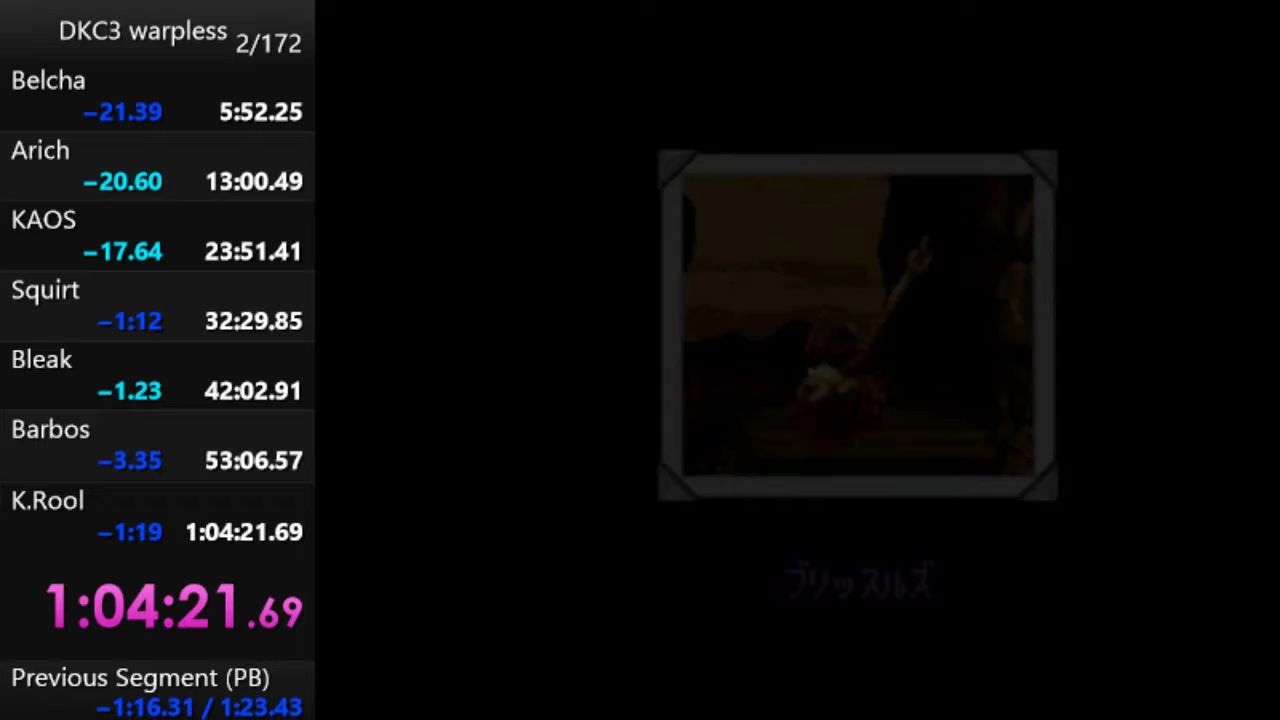 DKC3 warpless 2/172
Belcha
−21.39 5:52.25
Arich
−20.60 13:00.49
KAOS
−17.64 23:51.41
Squirt
−1:12 32:29.85
Bleak
−1.23 42:02.91
Barbos
−3.35 53:06.57
K.Rool
−1:19 1:04:21.69
1:04:21.69
Previous Segment (PB)
−1:16.31 / 1:23.43
ブリッスルズ